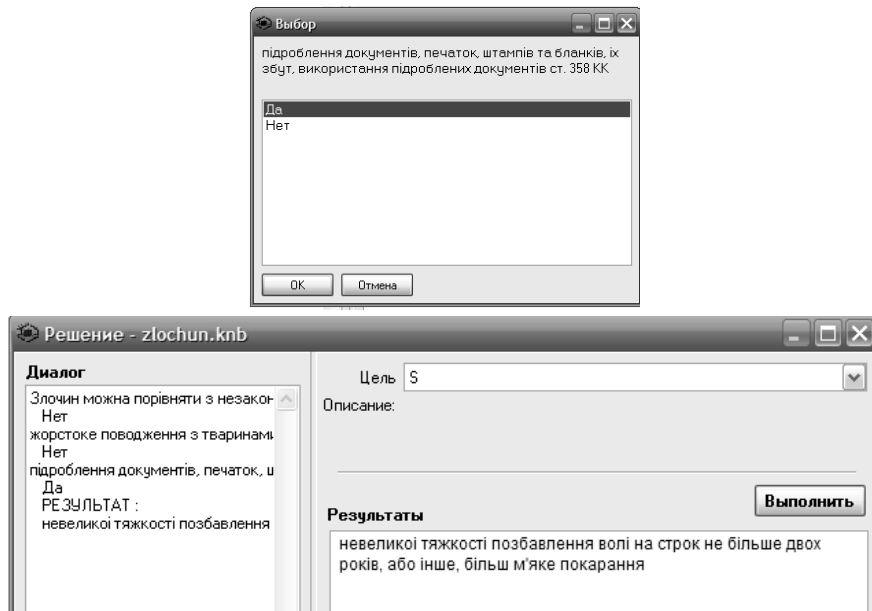 Выбор
підроблення документів, печаток, штампів та бланків, їх
збут, використання підроблених документів ст. 358 КК
Да
Нет
OK
Отмена
Решение - zlochun.knb
Диалог
Злочин можна порівняти з незакон
Нет
жорстоке поводження з тваринами
Нет
підроблення документів, печаток, ш
Да
РЕЗУЛЬТАТ :
невеликоі тяжкості позбавлення
Цель S
Описание:
Выполнить
Результаты
невеликоі тяжкості позбавлення волі на строк не більше двох
років, або інше, більш м'яке покарання